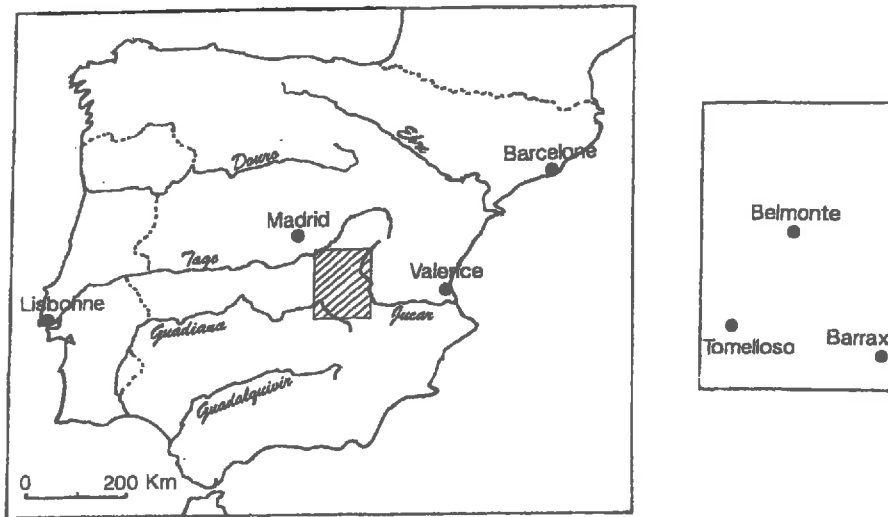 Ebre
Barcelone
Douro
Madrid
Tage
Valence
Lisbonne
Guadiana
Jucar
Guadalquivir
0 200 Km
Belmonte
Tomelloso
Barrax